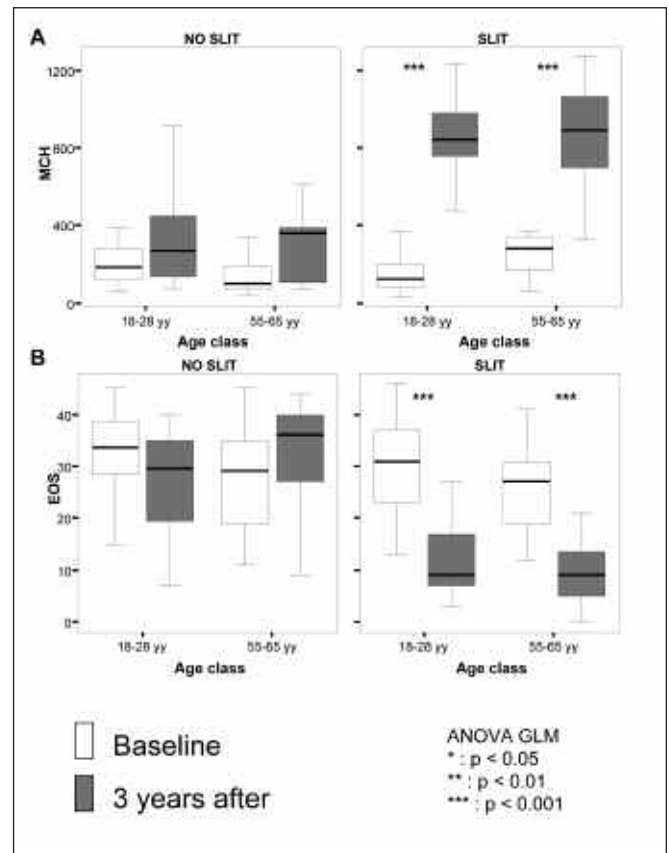 A
NO SLIT
SLIT
MCH
1200
800
400
0
***
***
18-28 yy
55-65 yy
18-28 yy
55-65 yy
Age class
Age class
B
NO SLIT
SLIT
EOS
40
30
20
10
0
***
***
18-28 yy
55-65 yy
18-28 yy
55-65 yy
Age class
Age class
Baseline
3 years after
ANOVA GLM
* : p < 0.05
** : p < 0.01
*** : p < 0.001